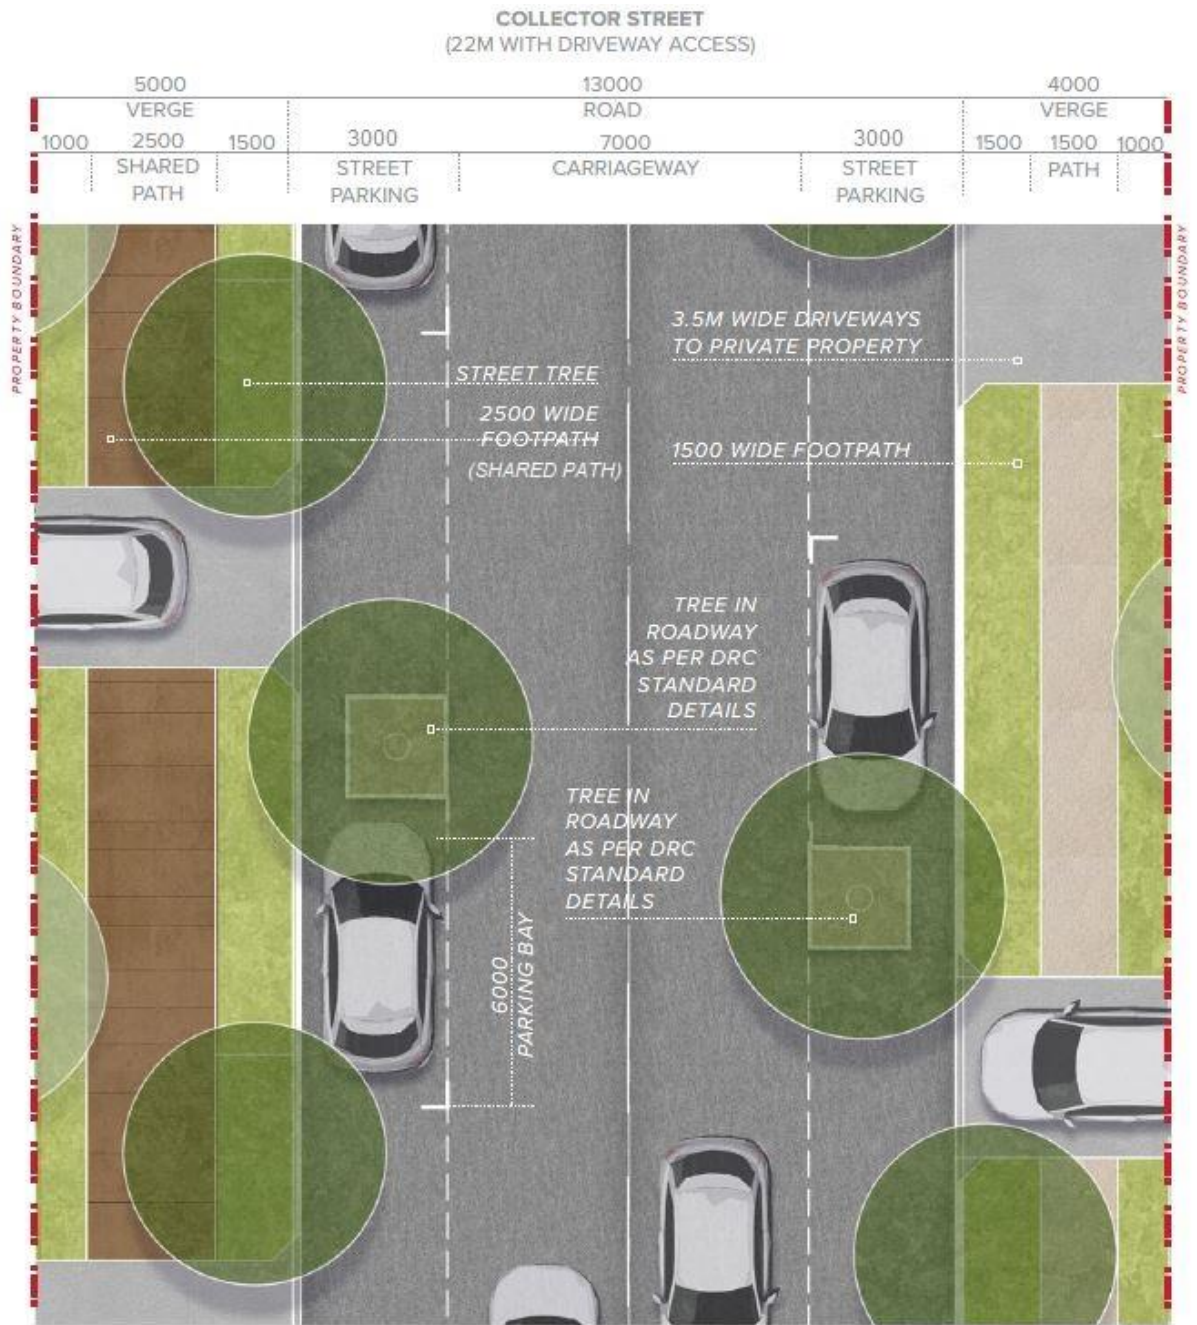 COLLECTOR STREET
(22M WITH DRIVEWAY ACCESS)
5000
VERGE
13000
ROAD
4000
VERGE
1000
2500
SHARED
PATH
1500
3000
STREET
PARKING
7000
CARRIAGEWAY
3000
STREET
PARKING
1500
1500
PATH
1000
PROPERTY BOUNDARY
PROPERTY BOUNDARY
3.5M WIDE DRIVEWAYS
TO PRIVATE PROPERTY
STREET TREE
2500 WIDE
FOOTPATH
(SHARED PATH)
1500 WIDE FOOTPATH
TREE IN
ROADWAY
AS PER DRC
STANDARD
DETAILS
TREE IN
ROADWAY
AS PER DRC
STANDARD
DETAILS
6000
PARKING BAY